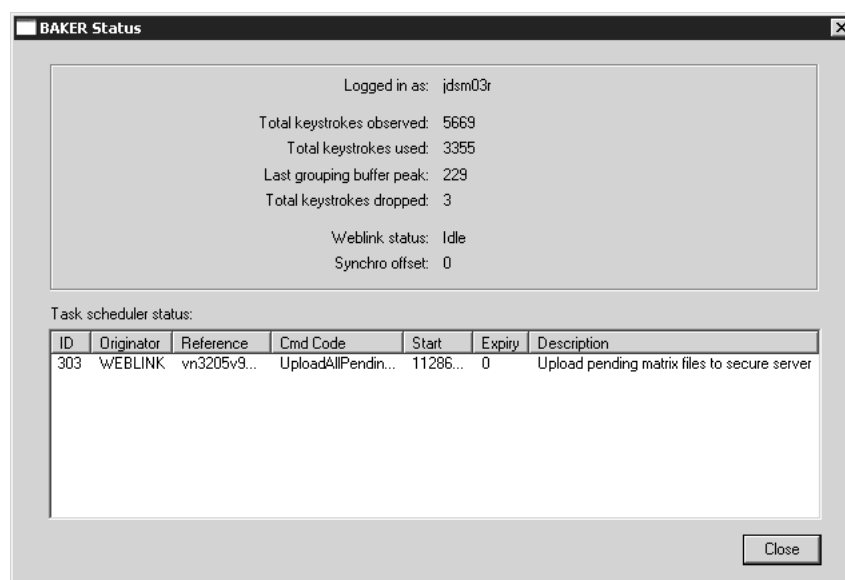 BAKER Status
Logged in as: jdsm03r
Total keystrokes observed: 5669
Total keystrokes used: 3355
Last grouping buffer peak: 229
Total keystrokes dropped: 3
Weblink status: Idle
Synchro offset: 0
Task scheduler status:
ID Originator Reference Cmd Code Start Expiry Description
303 WEBLINK vn3205v9... UploadAllPendin... 11286... 0 Upload pending matrix files to secure server
Close